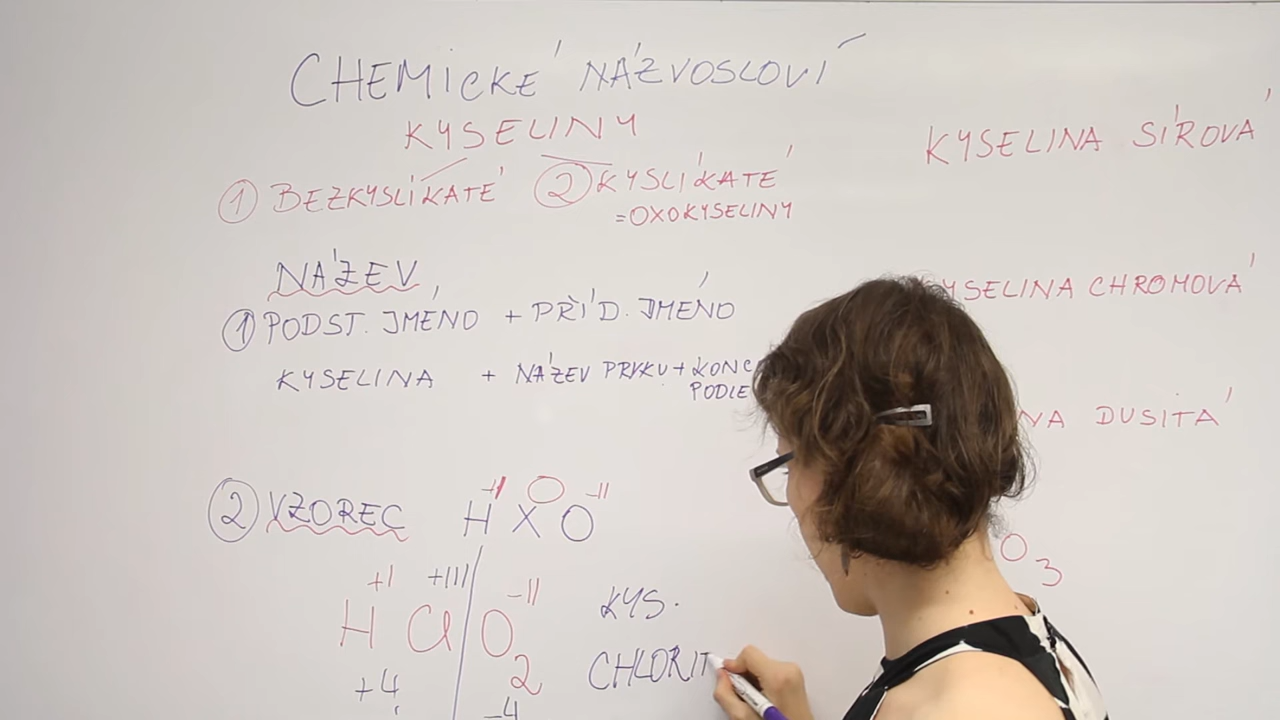 CHEMICKÉ NÁZVOSLOVÍ
KYSELINY
① BEZKYSLÍKATÉ ② KYSLÍKATÉ
=OXOKYSELINY
NÁZEV
① PODST. JMÉNO + PŘÍD. JMÉNO
KYSELINA + NÁZEV PRVKU + KONC
PODLE
② VZOREC H X O
+I -II
+I +III -II
H Cl O2
+4 -4
KYS.
CHLORIT
KYSELINA SÍROVÁ
KYSELINA CHROMOVÁ
NA DUSITÁ
O3